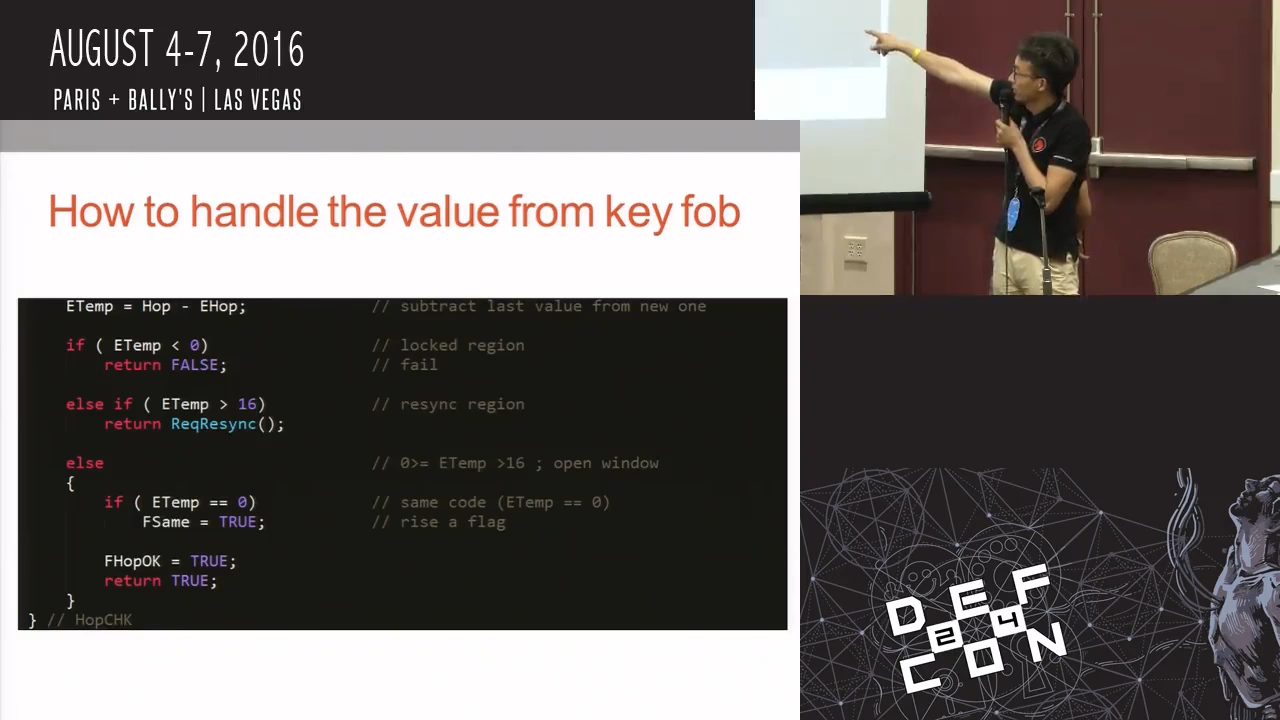 AUGUST 4-7, 2016
PARIS + BALLY'S | LAS VEGAS
How to handle the value from key fob
ETemp = Hop - EHop; // subtract last value from new one
if ( ETemp < 0) // locked region
return FALSE; // fail
else if ( ETemp > 16) // resync region
return ReqResync();
else // 0>= ETemp >16 ; open window
{
if ( ETemp == 0) // same code (ETemp == 0)
FSame = TRUE; // rise a flag
FHopOK = TRUE;
return TRUE;
}
} // HopCHK
DEF
24
CON